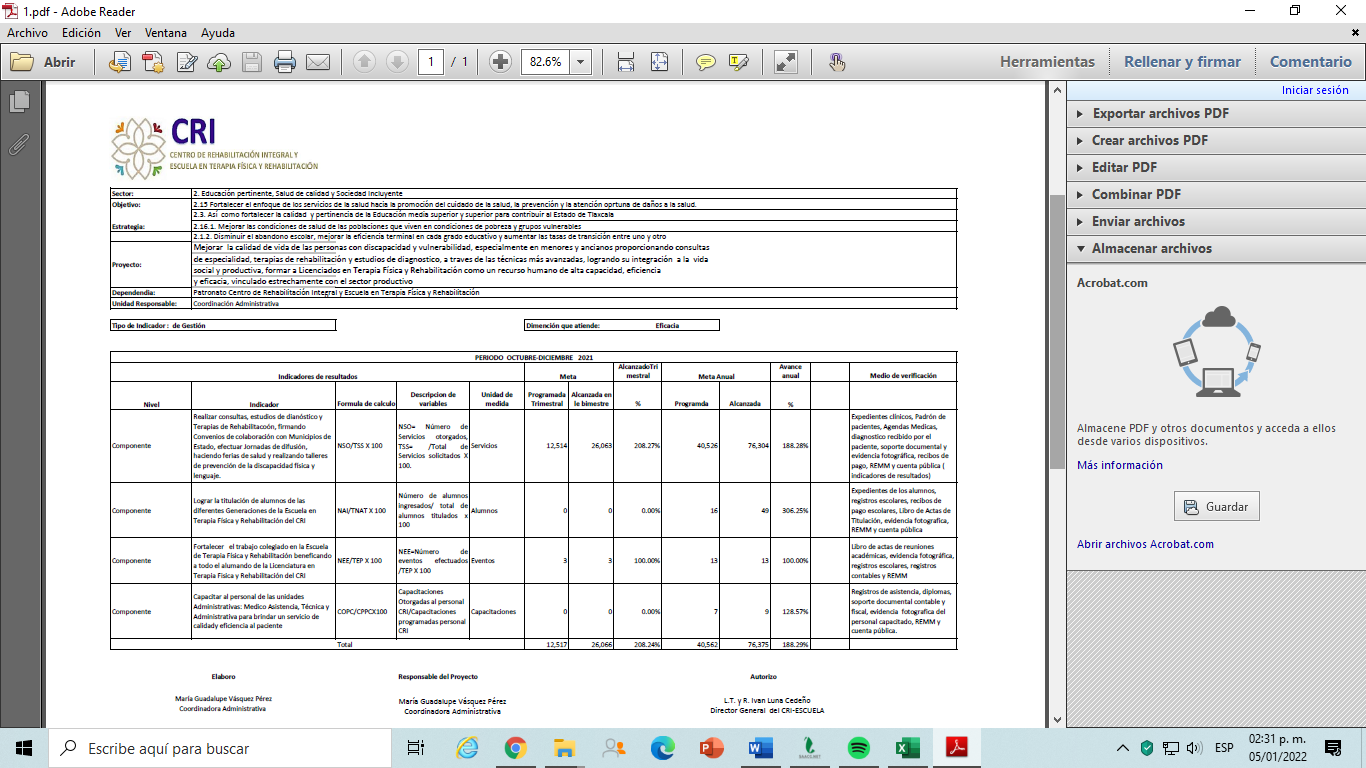 1.pdf - Adobe Reader
Archivo Edición Ver Ventana Ayuda
Abrir 1 / 1 82.6% Herramientas Rellenar y firmar Comentario
Iniciar sesión
Exportar archivos PDF
Crear archivos PDF
Editar PDF
Combinar PDF
Enviar archivos
Almacenar archivos
Acrobat.com
Almacene PDF y otros documentos y acceda a ellos
desde varios dispositivos.
Más información
Guardar
Abrir archivos Acrobat.com
CRI
CENTRO DE REHABILITACIÓN INTEGRAL Y
ESCUELA EN TERAPIA FÍSICA Y REHABILITACIÓN
Sector: 2. Educación pertinente, Salud de calidad y Sociedad Incluyente
Objetivo: 2.15 Fortalecer el enfoque de los servicios de la salud hacia la promoción del cuidado de la salud, la prevención y la atención oprtuna de daños a la salud.
2.3. Así como fortalecer la calidad y pertinencia de la Educación media superior y superior para contribuir al Estado de Tlaxcala
Estrategia: 2.16.1. Mejorar las condiciones de salud de las poblaciones que viven en condiciones de pobreza y grupos vulnerables
2.1.2. Disminuir el abandono escolar, mejorar la eficiencia terminal en cada grado educativo y aumentar las tasas de transición entre uno y otro
Proyecto: Mejorar la calidad de vida de las personas con discapacidad y vulnerabilidad, especialmente en menores y ancianos proporcionando consultas
de especialidad, terapias de rehabilitación y estudios de diagnostico, a traves de las técnicas más avanzadas, logrando su integración a la vida
social y productiva, formar a Licenciados en Terapia Física y Rehabilitación como un recurso humano de alta capacidad, eficiencia
y eficacia, vinculado estrechamente con el sector productivo
Dependendia: Patronato Centro de Rehabilitación Integral y Escuela en Terapia Física y Rehabilitación
Unidad Responsable: Coordinación Administrativa
Tipo de Indicador : de Gestión Dimención que atiende: Eficacia
PERIODO OCTUBRE-DICIEMBRE 2021
Indicadores de resultados Meta AlcanzadoTri
mestral Meta Anual Avance
anual Medio de verificación
Nivel Indicador Formula de calculo Descripcion de
variables Unidad de
medida Programada
Trimestral Alcanzada en
le bimestre % Programda Alcanzada %
Componente
Realizar consultas, estudios de dianóstico y
Terapias de Rehabilitacoón, firmando
Convenios de colaboración con Municipios de
Estado, efectuar Jornadas de difusión,
haciendo ferias de salud y realizando talleres
de prevención de la discapacidad física y
lenguaje.
NSO/TSS X 100
NSO= Número de
Servicios otorgados,
TSS= /Total de
Servicios solicitados X
100.
Servicios 12,514 26,063 208.27% 40,526 76,304 188.28%
Expedientes clínicos, Padrón de
pacientes, Agendas Medicas,
diagnostico recibido por el
paciente, soporte documental y
evidencia fotográfica, recibos de
pago, REMM y cuenta pública (
indicadores de resultados)
Componente
Lograr la titulación de alumnos de las
diferentes Generaciones de la Escuela en
Terapia Física y Rehabilitación del CRI
NAI/TNAT X 100
Número de alumnos
ingresados/ total de
alumnos titulados x
100
Alumnos 0 0 0.00% 16 49 306.25%
Expedientes de los alumnos,
registros escolares, recibos de
pago escolares, Libro de Actas de
Titulación, evidencia fotografica,
REMM y cuenta pública
Componente
Fortalecer el trabajo colegiado en la Escuela
de Terapia Física y Rehabilitación beneficando
a todo el alumando de la Licenciatura en
Terapia Física y Rehabilitación del CRI
NEE/TEP X 100
NEE=Número de
eventos efectuados
/TEP X 100
Eventos 3 3 100.00% 13 13 100.00%
Libro de actas de reuniones
académicas, evidencia fotográfica,
registros escolares, registros
contables y REMM
Componente
Capacitar al personal de las unidades
Administrativas: Medico Asistencia, Técnica y
Administrativa para brindar un servicio de
calidady eficiencia al paciente
COPC/CPPCX100
Capacitaciones
Otorgadas al personal
CRI/Capacitaciones
programadas personal
CRI
Capacitaciones 0 0 0.00% 7 9 128.57%
Registros de asistencia, diplomas,
soporte documental contable y
fiscal, evidencia fotografica del
personal capacitado, REMM y
cuenta pública.
Total 12,517 26,066 208.24% 40,562 76,375 188.29%
Elaboro Responsable del Proyecto Autorizo
María Guadalupe Vásquez Pérez María Guadalupe Vásquez Pérez L.T. y R. Ivan Luna Cedeño
Coordinadora Administrativa Coordinadora Administrativa Director General del CRI-ESCUELA
Escribe aquí para buscar
ESP
02:31 p. m.
05/01/2022